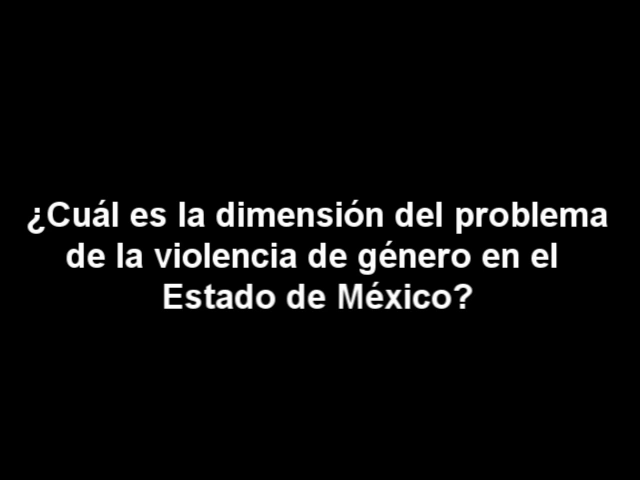 ¿Cuál es la dimensión del problema
de la violencia de género en el
Estado de México?